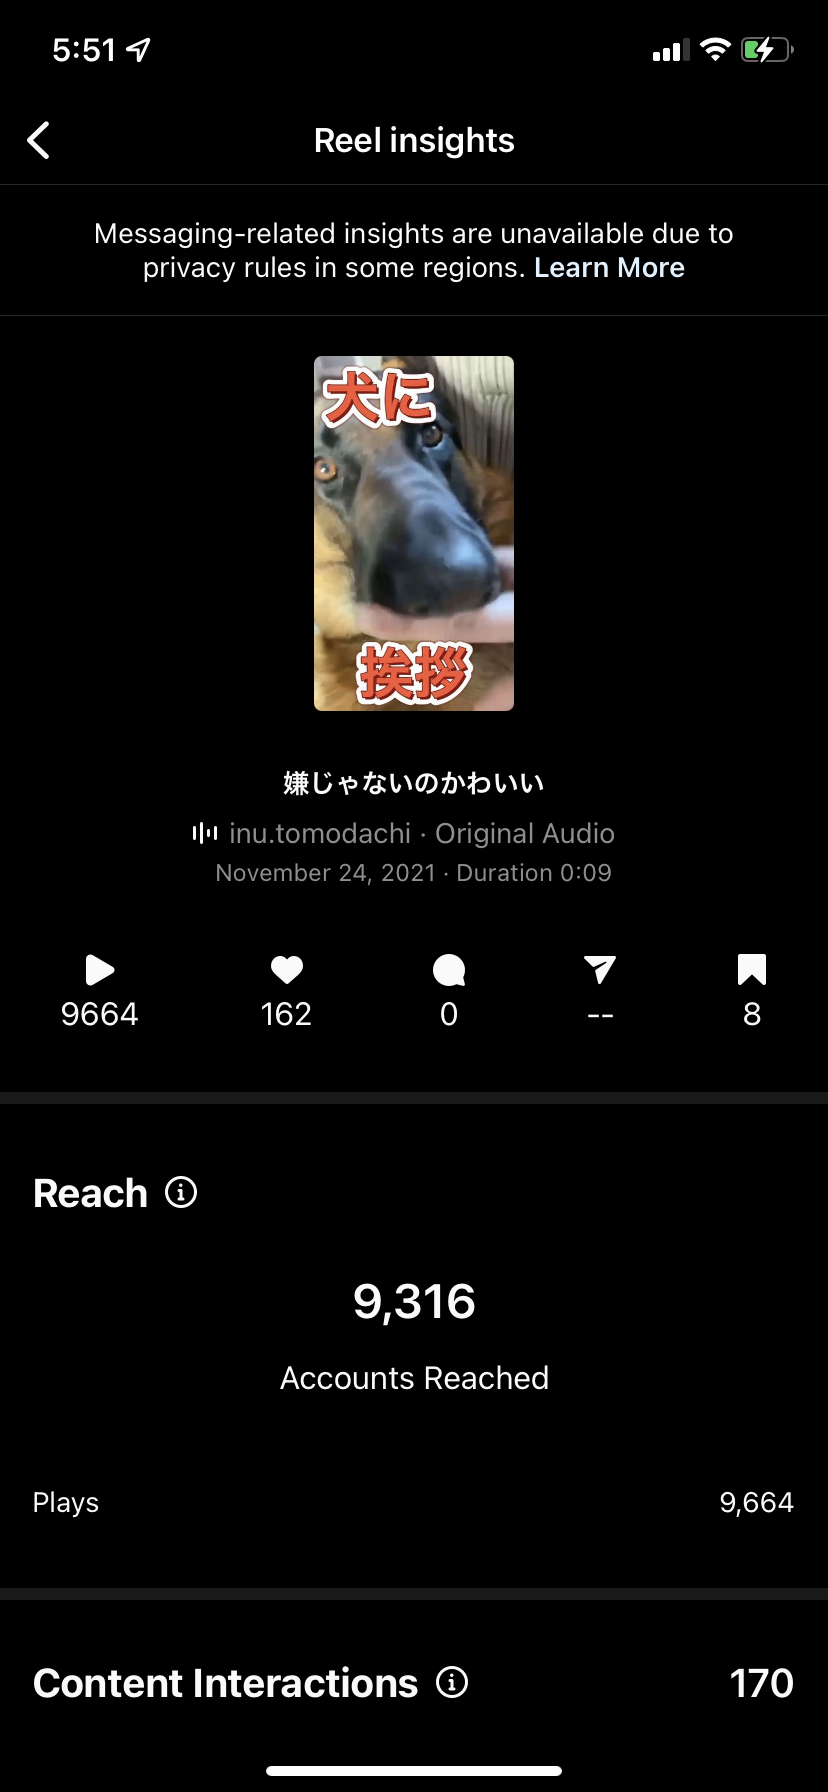 5:51
Reel insights
Messaging-related insights are unavailable due to
privacy rules in some regions. Learn More
犬に
挨拶
嫌じゃないのかわいい
inu.tomodachi · Original Audio
November 24, 2021 · Duration 0:09
9664 162 0 -- 8
Reach
9,316
Accounts Reached
Plays 9,664
Content Interactions 170